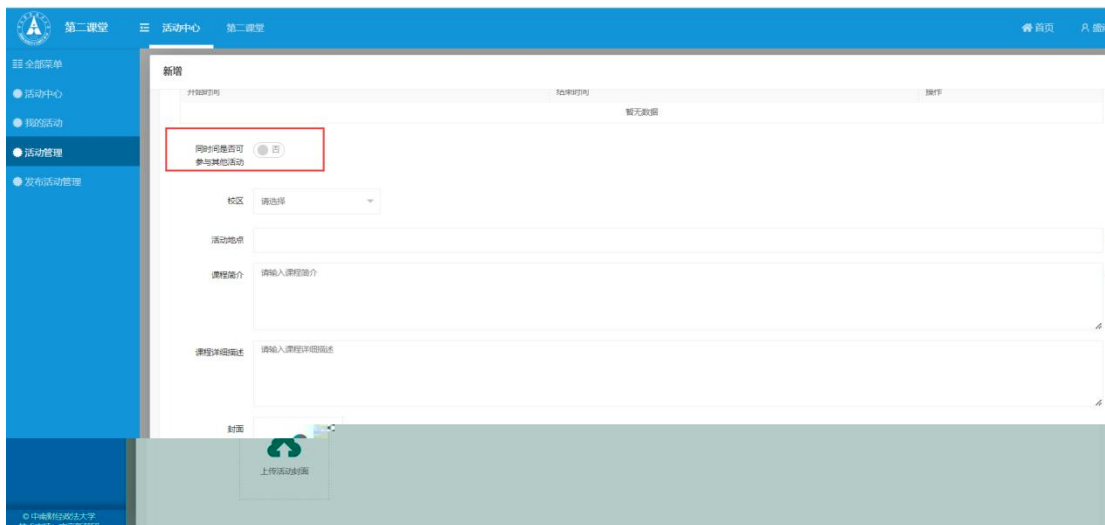 第二课堂
活动中心 第二课堂
首页
全部菜单
活动中心
我的活动
活动管理
发布活动管理
新增
开始时间 结束时间 操作
暂无数据
同时间是否可
参与其他活动
否
校区 请选择
活动地点
课程简介 请输入课程简介
课程详细描述 请输入课程详细描述
封面
上传活动封面
©中南财经政法大学